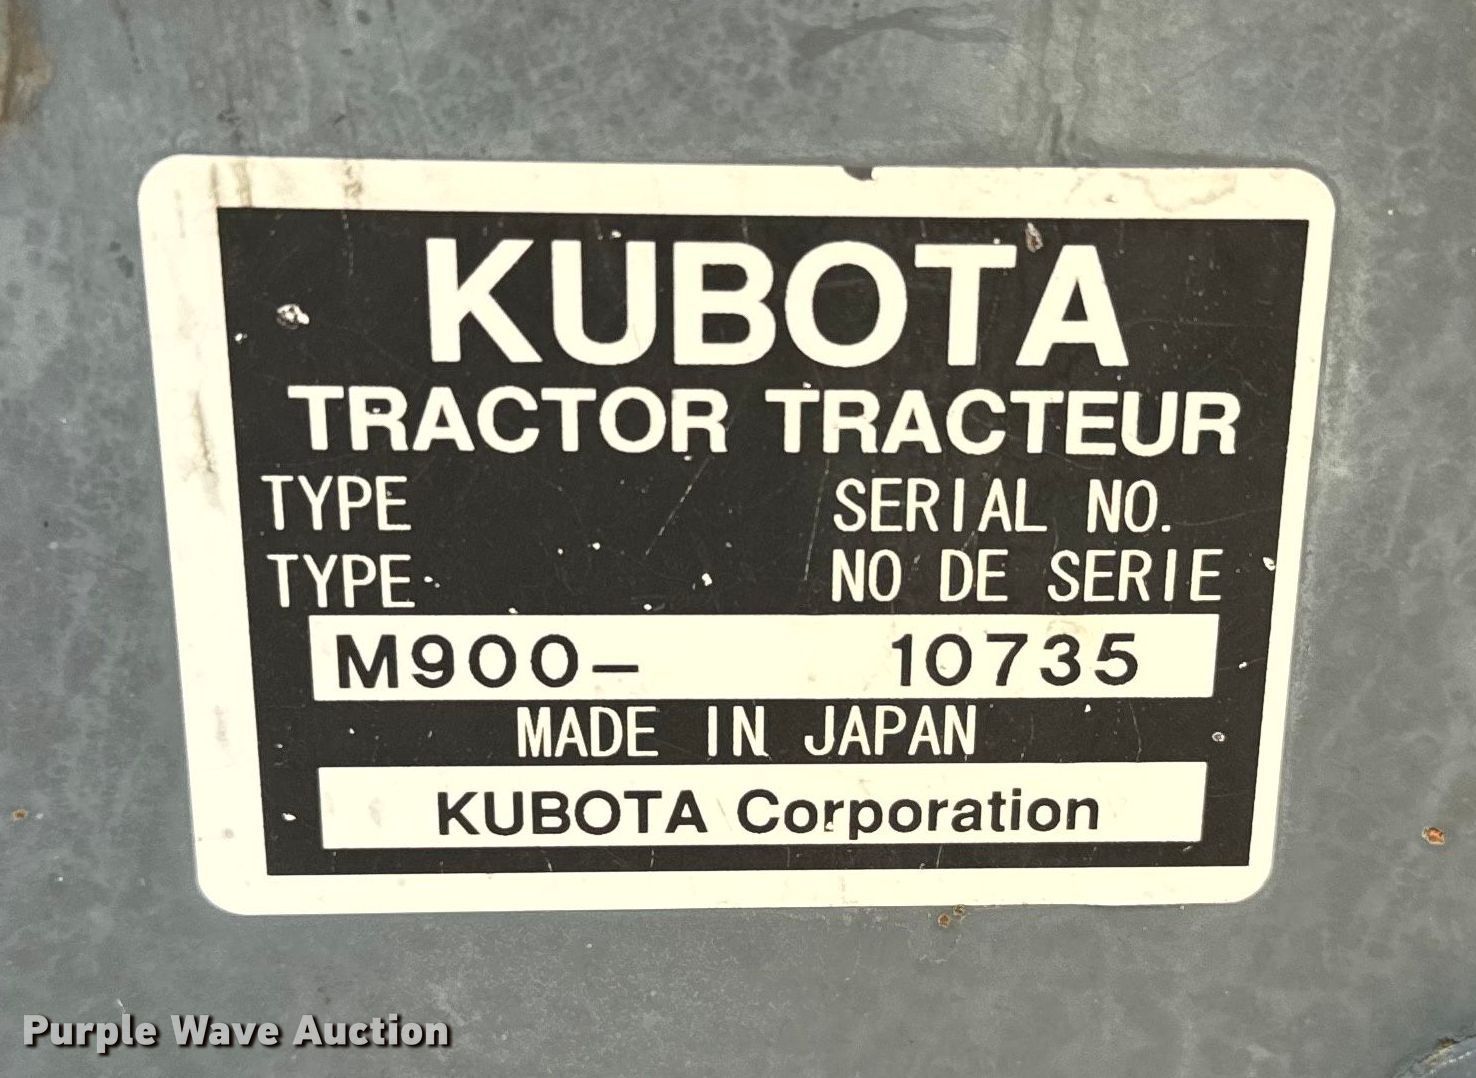 KUBOTA
TRACTOR TRACTEUR
TYPE SERIAL NO.
TYPE NO DE SERIE
M900- 10735
MADE IN JAPAN
KUBOTA Corporation
Purple Wave Auction